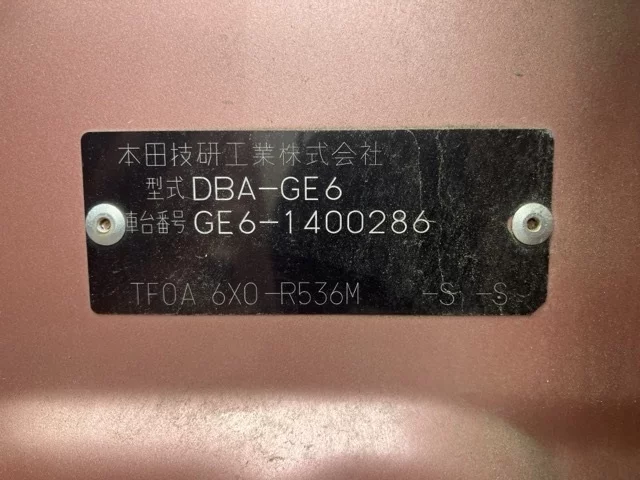 本田技研工業株式会社
型式 DBA-GE6
車台番号 GE6-1400286
TF0A 6X0-R536M -S -S